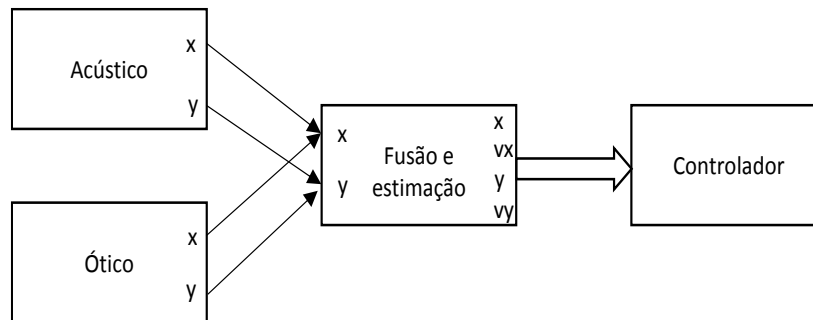 Acústico
x
y
Ótico
x
y
x
y
Fusão e
estimação
x
vx
y
vy
Controlador